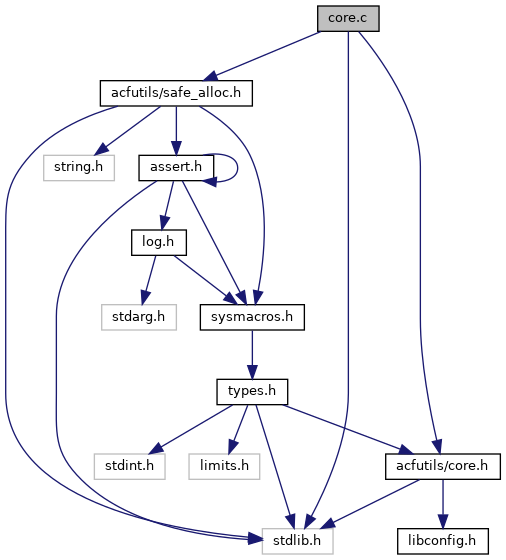 core.c
acfutils/safe_alloc.h
string.h
assert.h
log.h
stdarg.h
sysmacros.h
types.h
stdint.h
limits.h
acfutils/core.h
stdlib.h
libconfig.h